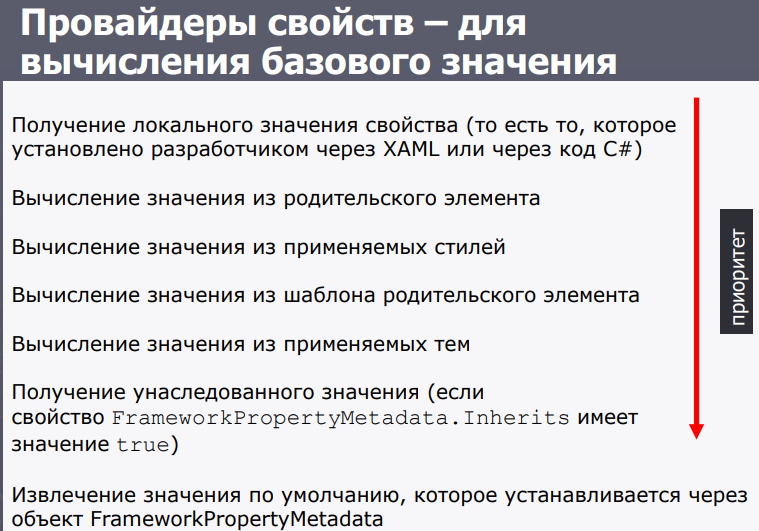 Провайдеры свойств – для
вычисления базового значения
Получение локального значения свойства (то есть то, которое
установлено разработчиком через XAML или через код C#)
Вычисление значения из родительского элемента
Вычисление значения из применяемых стилей
Вычисление значения из шаблона родительского элемента
Вычисление значения из применяемых тем
Получение унаследованного значения (если
свойство FrameworkPropertyMetadata.Inherits имеет
значение true)
Извлечение значения по умолчанию, которое устанавливается через
объект FrameworkPropertyMetadata
приоритет